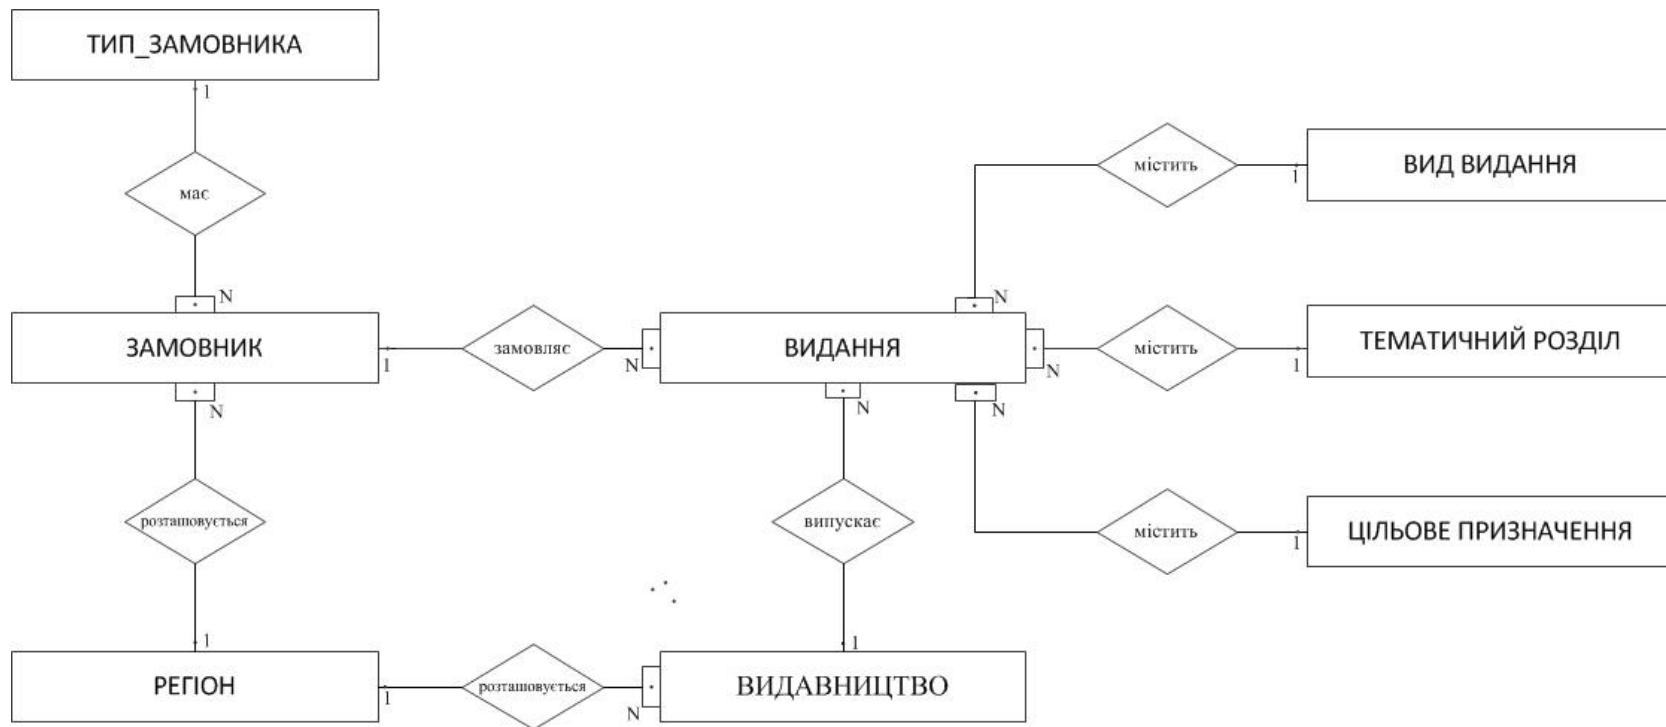 ТИП_ЗАМОВНИКА
1
має
N
містить
1
ВИД ВИДАННЯ
N
ЗАМОВНИК
1
замовляє
N
ВИДАННЯ
N
містить
1
ТЕМАТИЧНИЙ РОЗДІЛ
N
N
N
розташовується
випускає
містить
1
ЦІЛЬОВЕ ПРИЗНАЧЕННЯ
1
1
РЕГІОН
1
розташовується
N
ВИДАВНИЦТВО